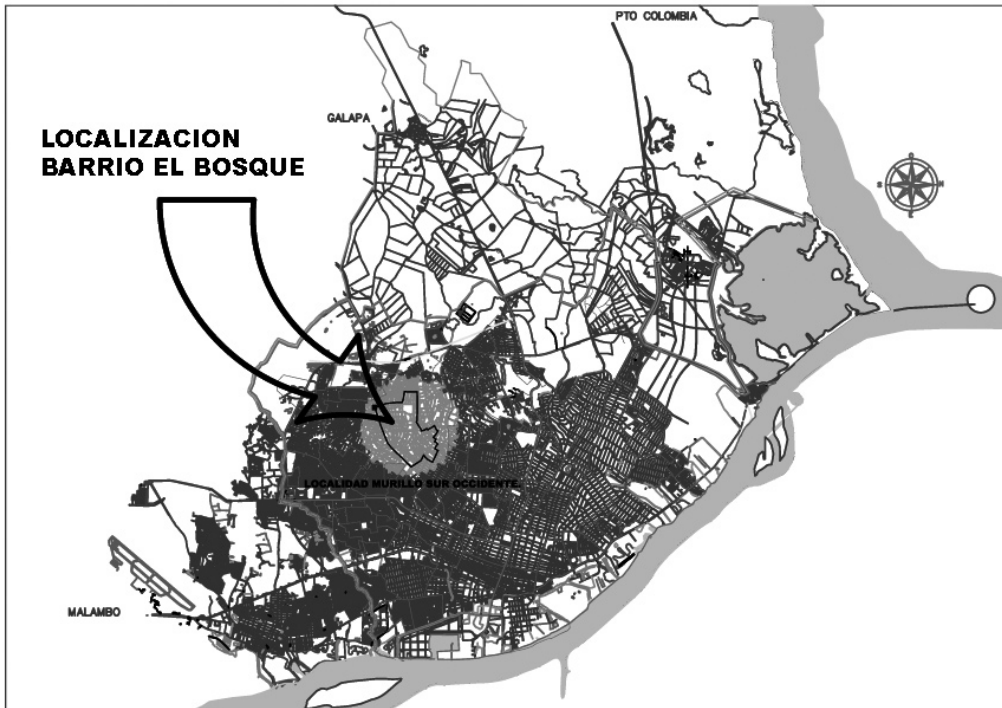 PTO COLOMBIA
GALAPA
LOCALIZACION
BARRIO EL BOSQUE
S
N
LOCALIDAD MURILLO SUR OCCIDENTE.
MALAMBO